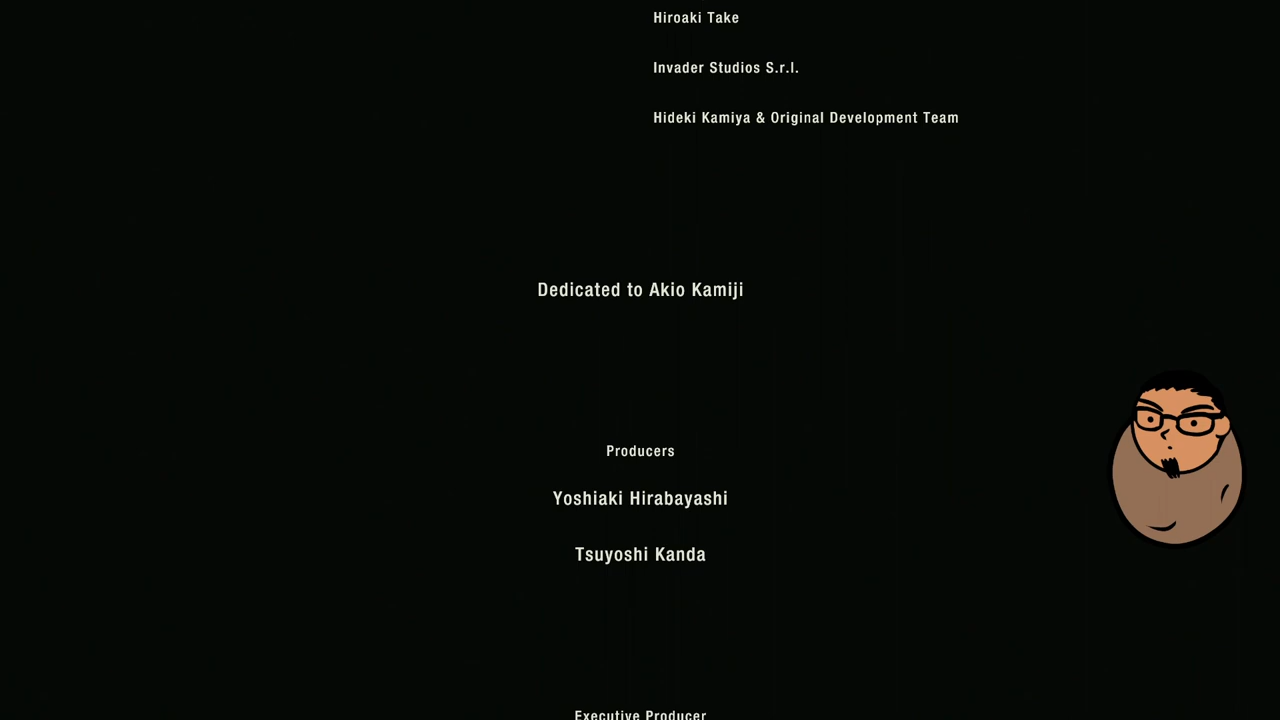 Hiroaki Take
Invader Studios S.r.l.
Hideki Kamiya & Original Development Team
Dedicated to Akio Kamiji
Producers
Yoshiaki Hirabayashi
Tsuyoshi Kanda
Executive Producer